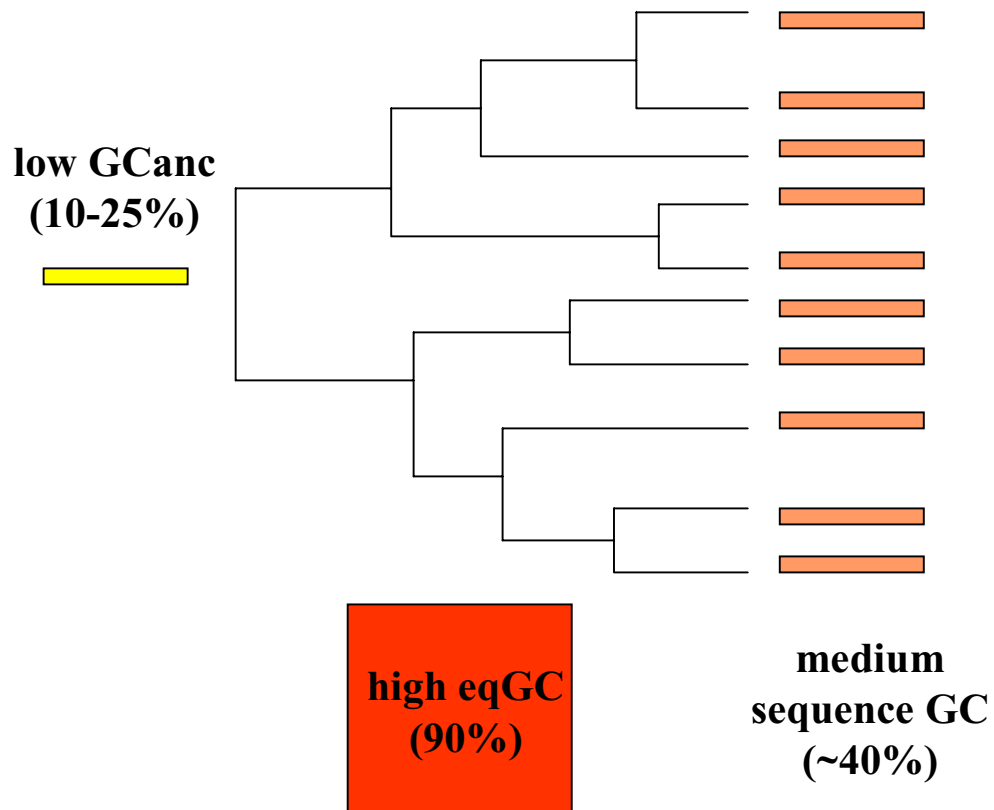 low GCanc
(10-25%)
high eqGC
(90%)
medium
sequence GC
(~40%)